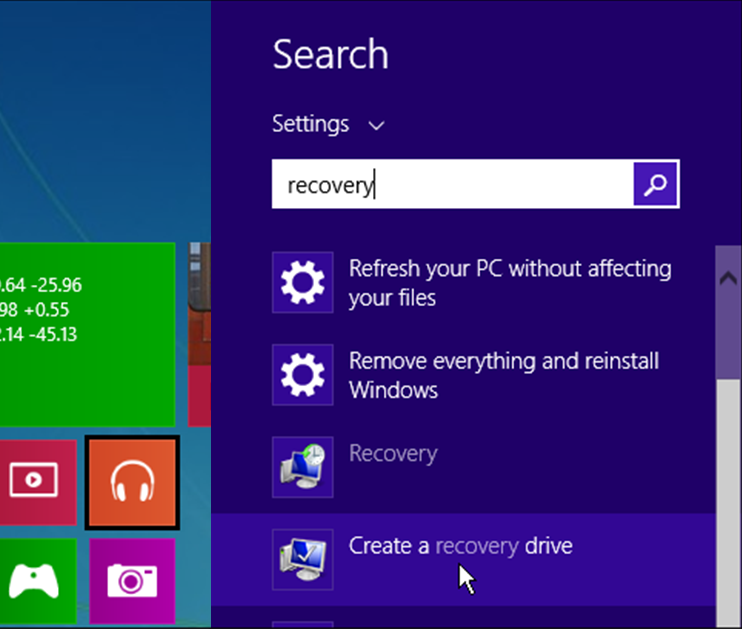 Search
Settings
recovery
Refresh your PC without affecting
your files
Remove everything and reinstall
Windows
Recovery
Create a recovery drive
.64 -25.96
98 +0.55
.14 -45.13